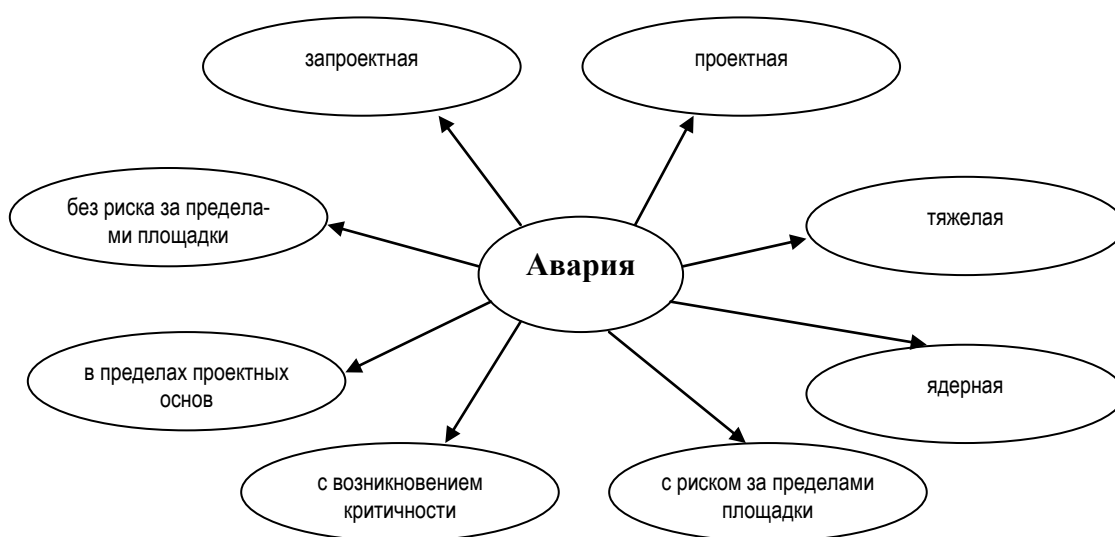 запроектная
проектная
без риска за предела-
ми площадки
тяжелая
Авария
в пределах проектных
основ
ядерная
с возникновением
критичности
с риском за пределами
площадки